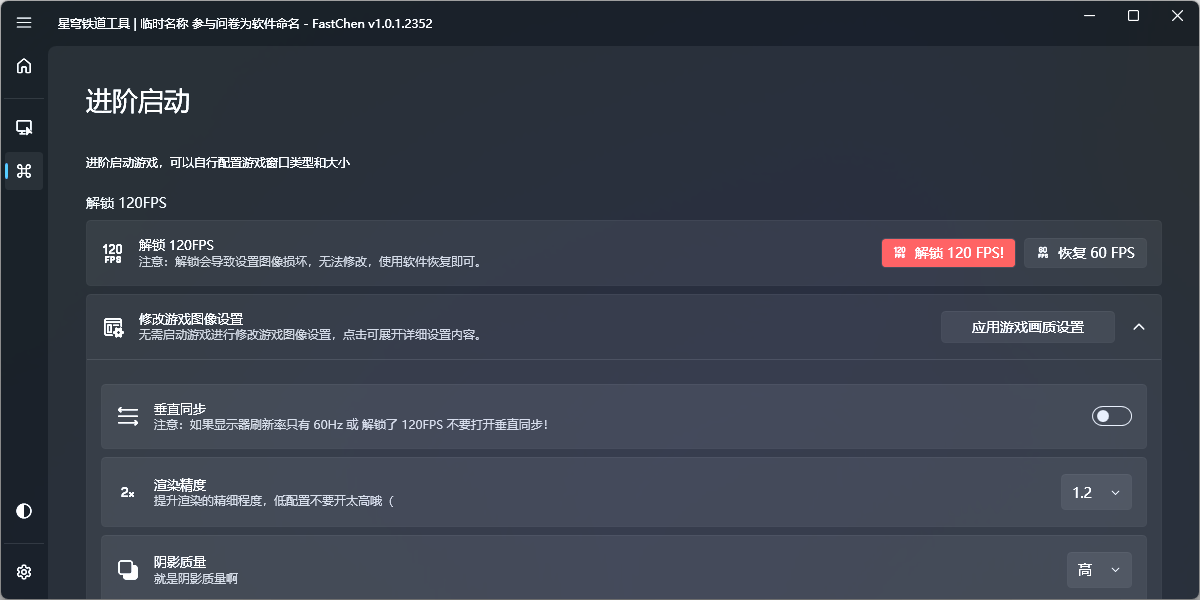 星穹铁道工具 | 临时名称 参与问卷为软件命名 - FastChen v1.0.1.2352
进阶启动
进阶启动游戏，可以自行配置游戏窗口类型和大小
解锁 120FPS
120 FPS
解锁 120FPS
注意：解锁会导致设置图像损坏，无法修改，使用软件恢复即可。
120 FPS 解锁 120 FPS!
60 FPS 恢复 60 FPS
修改游戏图像设置
无需启动游戏进行修改游戏图像设置，点击可展开详细设置内容。
应用游戏画质设置
垂直同步
注意：如果显示器刷新率只有 60Hz 或 解锁了 120FPS 不要打开垂直同步!
2x
渲染精度
提升渲染的精细程度，低配置不要开太高哦（
1.2
阴影质量
就是阴影质量啊
高